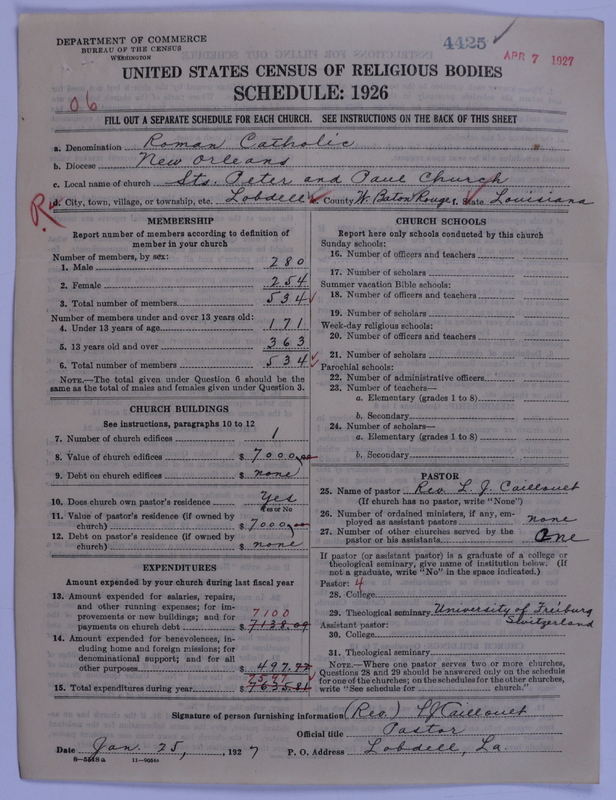 DEPARTMENT OF COMMERCE
BUREAU OF THE CENSUS
WASHINGTON
4425
APR 7 1927
UNITED STATES CENSUS OF RELIGIOUS BODIES
SCHEDULE: 1926
06
FILL OUT A SEPARATE SCHEDULE FOR EACH CHURCH. SEE INSTRUCTIONS ON THE BACK OF THIS SHEET
a. Denomination Roman Catholic
b. Diocese New Orleans
c. Local name of church Sts. Peter and Paul Church
d. City, town, village, or township, etc. Lobdell e. County W. Baton Rouge f. State Louisiana
MEMBERSHIP
Report number of members according to definition of
member in your church
Number of members, by sex:
1. Male 280
2. Female 254
3. Total number of members 534
Number of members under and over 13 years old:
4. Under 13 years of age 171
5. 13 years old and over 363
6. Total number of members 534
NOTE.—The total given under Question 6 should be the
same as the total of males and females given under Question 3.
CHURCH BUILDINGS
See instructions, paragraphs 10 to 12
7. Number of church edifices 1
8. Value of church edifices $ 7000.00
9. Debt on church edifices $ none
10. Does church own pastor's residence Yes
Yes or No
11. Value of pastor's residence (if owned by
church) $ 7000.00
12. Debt on pastor's residence (if owned by
church) $ none
EXPENDITURES
Amount expended by your church during last fiscal year
13. Amount expended for salaries, repairs,
and other running expenses; for im-
provements or new buildings; and for 7100
payments on church debt $ 7138.09
14. Amount expended for benevolences, in-
cluding home and foreign missions; for
denominational support; and for all
other purposes $ 497.72
7597
15. Total expenditures during year $ 7635.81
CHURCH SCHOOLS
Report here only schools conducted by this church
Sunday schools:
16. Number of officers and teachers
17. Number of scholars
Summer vacation Bible schools:
18. Number of officers and teachers
19. Number of scholars
Week-day religious schools:
20. Number of officers and teachers
21. Number of scholars
Parochial schools:
22. Number of administrative officers
23. Number of teachers—
a. Elementary (grades 1 to 8)
b. Secondary
24. Number of scholars—
a. Elementary (grades 1 to 8)
b. Secondary
PASTOR
25. Name of pastor Rev. L. J. Caillouet
(If church has no pastor, write "None")
26. Number of ordained ministers, if any, em-
ployed as assistant pastors none
27. Number of other churches served by the
pastor or his assistants One
If pastor (or assistant pastor) is a graduate of a college or
theological seminary, give name of institution below. (If
not a graduate, write "No" in the space indicated.)
Pastor: 4
28. College
29. Theological seminary University of Freiburg
Assistant pastor: Switzerland
30. College
31. Theological seminary
NOTE.—Where one pastor serves two or more churches,
Questions 28 and 29 should be answered only on the schedule
for one of the churches; on the schedules for the other churches,
write "See schedule for church."
Signature of person furnishing information (Rev.) LJ Caillouet
Official title Pastor
Date Jan. 25, 1927 P. O. Address Lobdell, La.
8—5548 a 11—9056